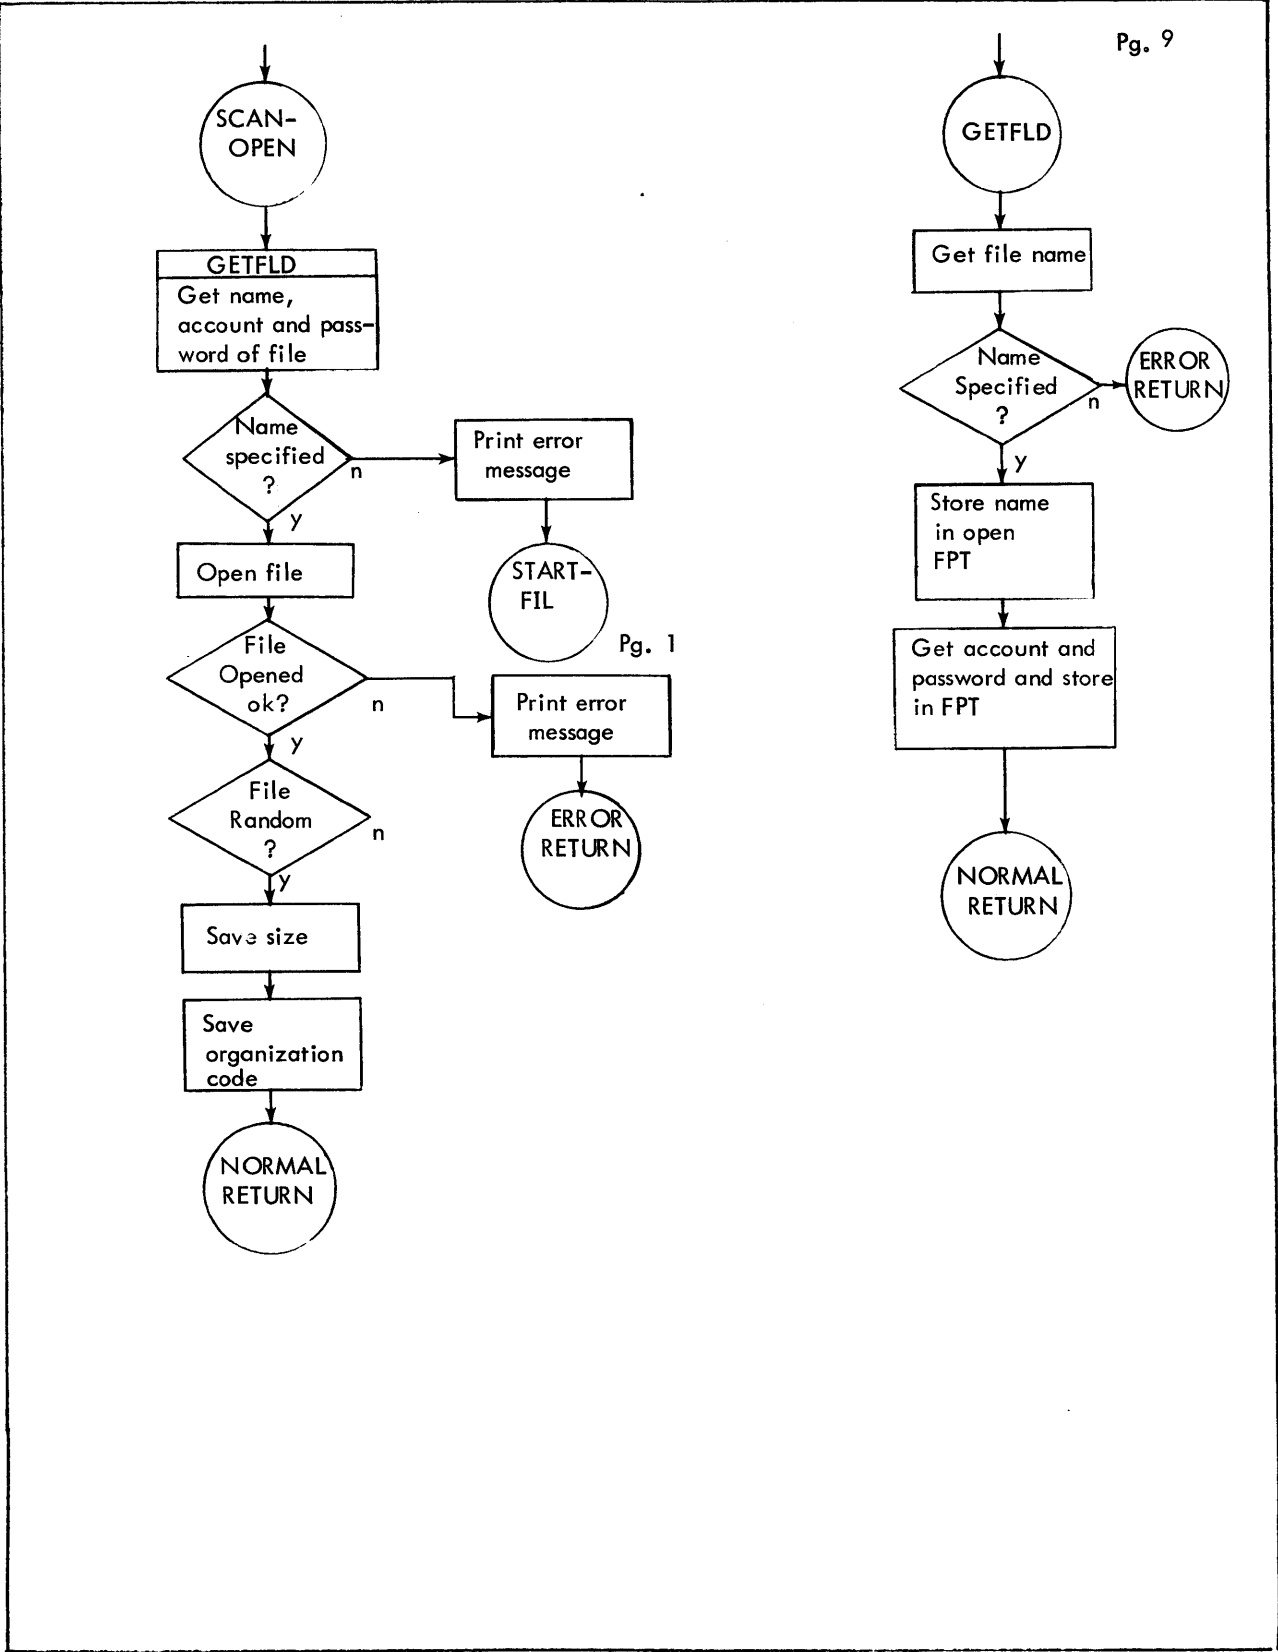 Pg. 9
SCAN-
OPEN
GETFLD
Get name,
account and pass-
word of file
Name
specified
?
n
y
Print error
message
START-
FIL
Pg. 1
Open file
File
Opened
ok?
n
y
Print error
message
ERROR
RETURN
File
Random
?
n
y
Save size
Save
organization
code
NORMAL
RETURN
GETFLD
Get file name
Name
Specified
?
n
y
ERROR
RETURN
Store name
in open
FPT
Get account and
password and store
in FPT
NORMAL
RETURN